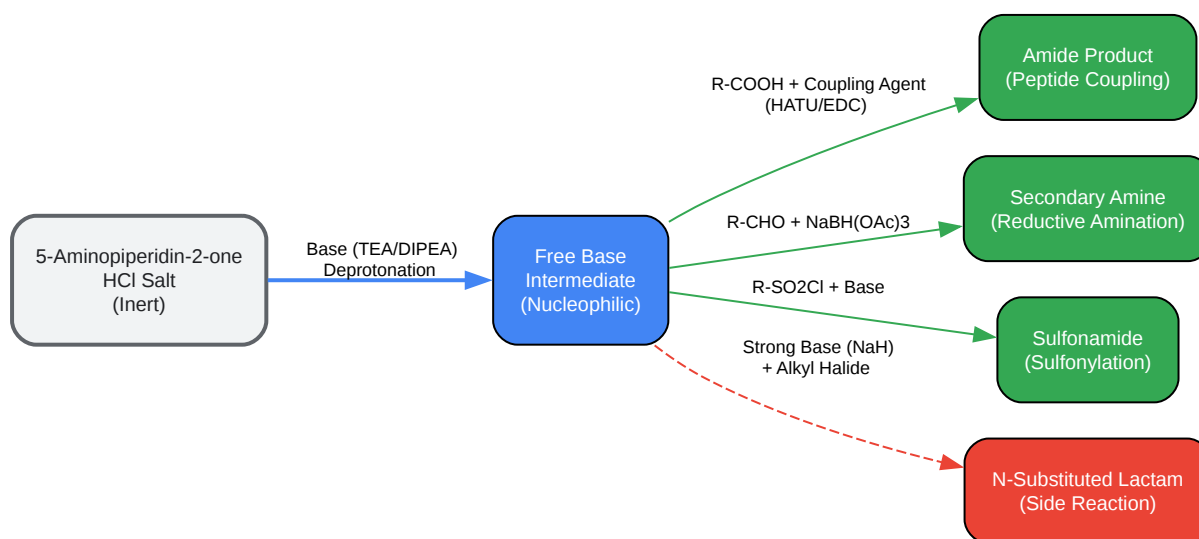 5-Aminopiperidin-2-one
HCl Salt
(Inert)
Base (TEA/DIPEA)
Deprotonation
Free Base
Intermediate
(Nucleophilic)
R-COOH + Coupling Agent
(HATU/EDC)
Amide Product
(Peptide Coupling)
R-CHO + NaBH(OAc)3
Secondary Amine
(Reductive Amination)
R-SO2Cl + Base
Sulfonamide
(Sulfonylation)
Strong Base (NaH)
+ Alkyl Halide
N-Substituted Lactam
(Side Reaction)